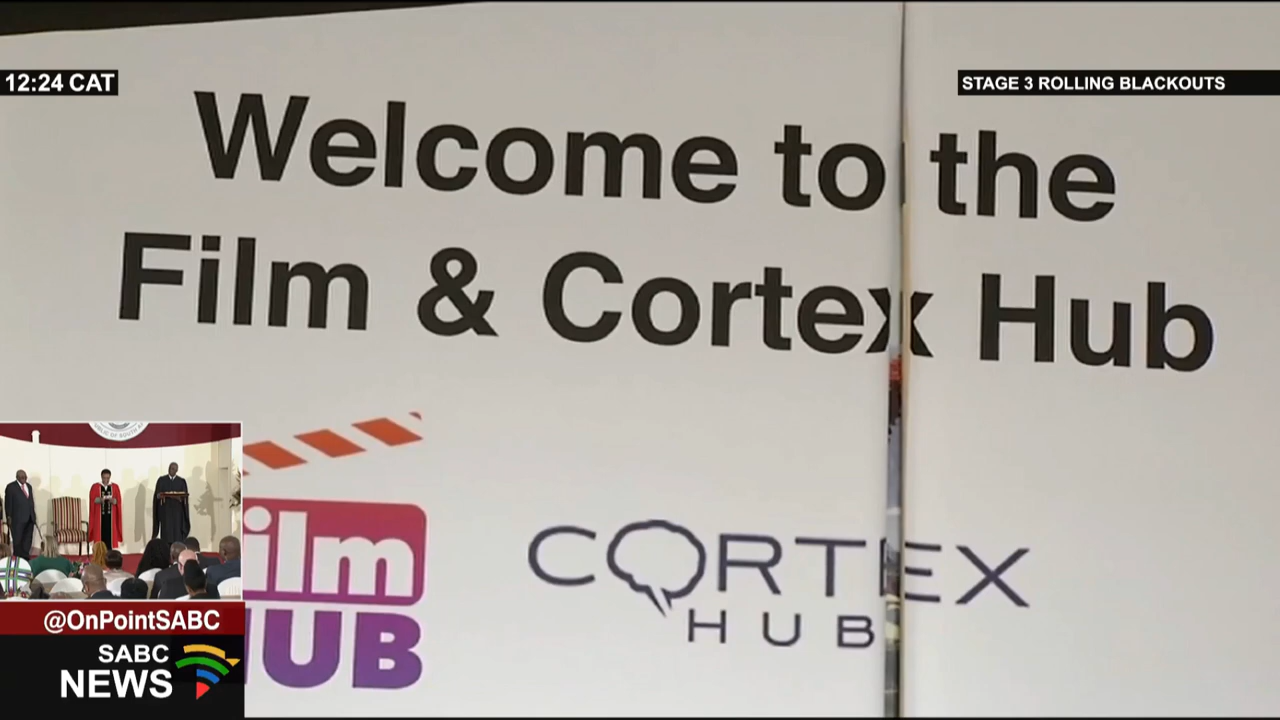 12:24 CAT
STAGE 3 ROLLING BLACKOUTS
Welcome to the
Film & Cortex Hub
ilm
HUB
CORTEX
HUB
@OnPointSABC
SABC
NEWS